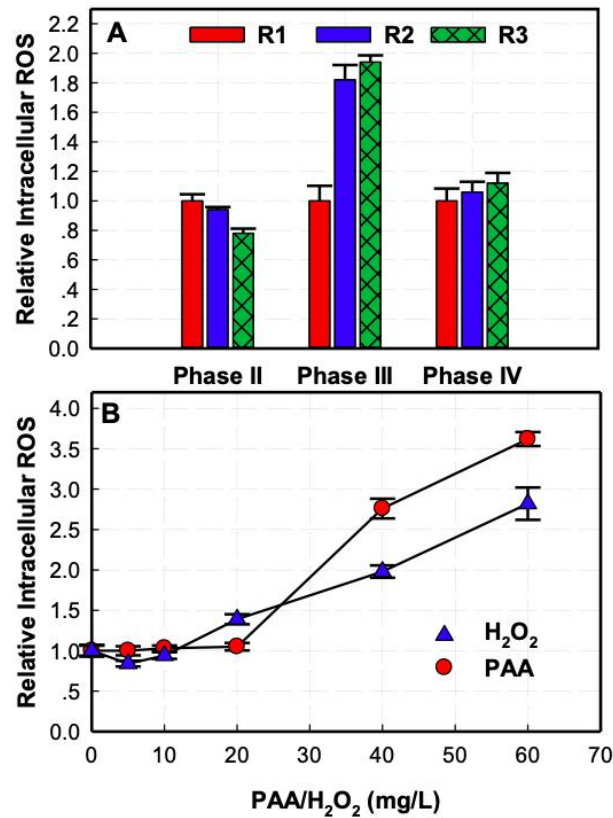 A
R1 R2 R3
Relative Intracellular ROS
2.2
2.0
1.8
1.6
1.4
1.2
1.0
.8
.6
.4
.2
0.0
Phase II Phase III Phase IV
B
Relative Intracellular ROS
4.0
3.5
3.0
2.5
2.0
1.5
1.0
.5
0.0
H₂O₂
PAA
0 10 20 30 40 50 60 70
PAA/H₂O₂ (mg/L)